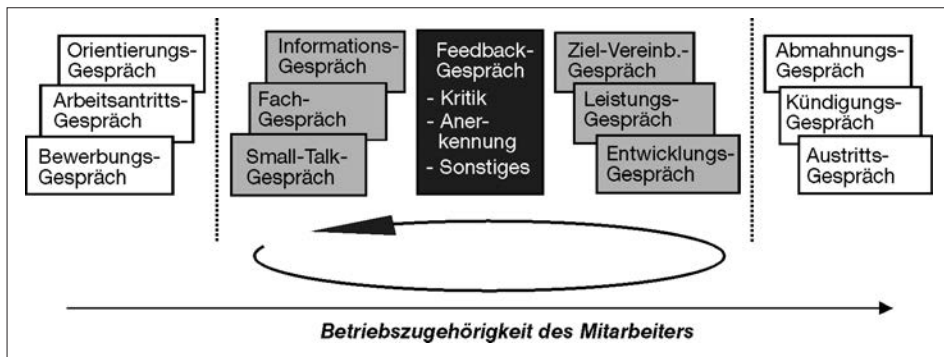 Orientierungs-
Gespräch
Arbeitsantritts-
Gespräch
Bewerbungs-
Gespräch
Informations-
Gespräch
Fach-
Gespräch
Small-Talk-
Gespräch
Feedback-
Gespräch
- Kritik
- Aner-
kennung
- Sonstiges
Ziel-Vereinb.-
Gespräch
Leistungs-
Gespräch
Entwicklungs-
Gespräch
Abmahnungs-
Gespräch
Kündigungs-
Gespräch
Austritts-
Gespräch
Betriebszugehörigkeit des Mitarbeiters